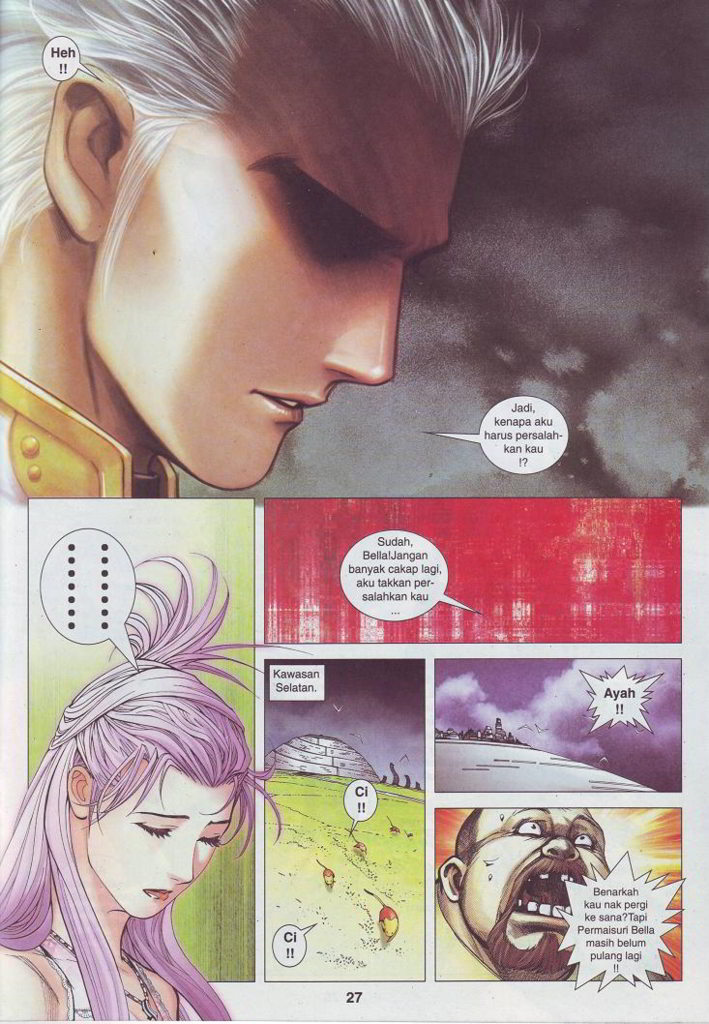 Heh
!!
Jadi,
kenapa aku
harus persalah-
kan kau
!?
Sudah,
Bella!Jangan
banyak cakap lagi,
aku takkan per-
salahkan kau
...
Kawasan
Selatan.
Ci
!!
Ci
!!
Ayah
!!
Benarkah
kau nak pergi
ke sana?Tapi
Permaisuri Bella
masih belum
pulang lagi
!!
27